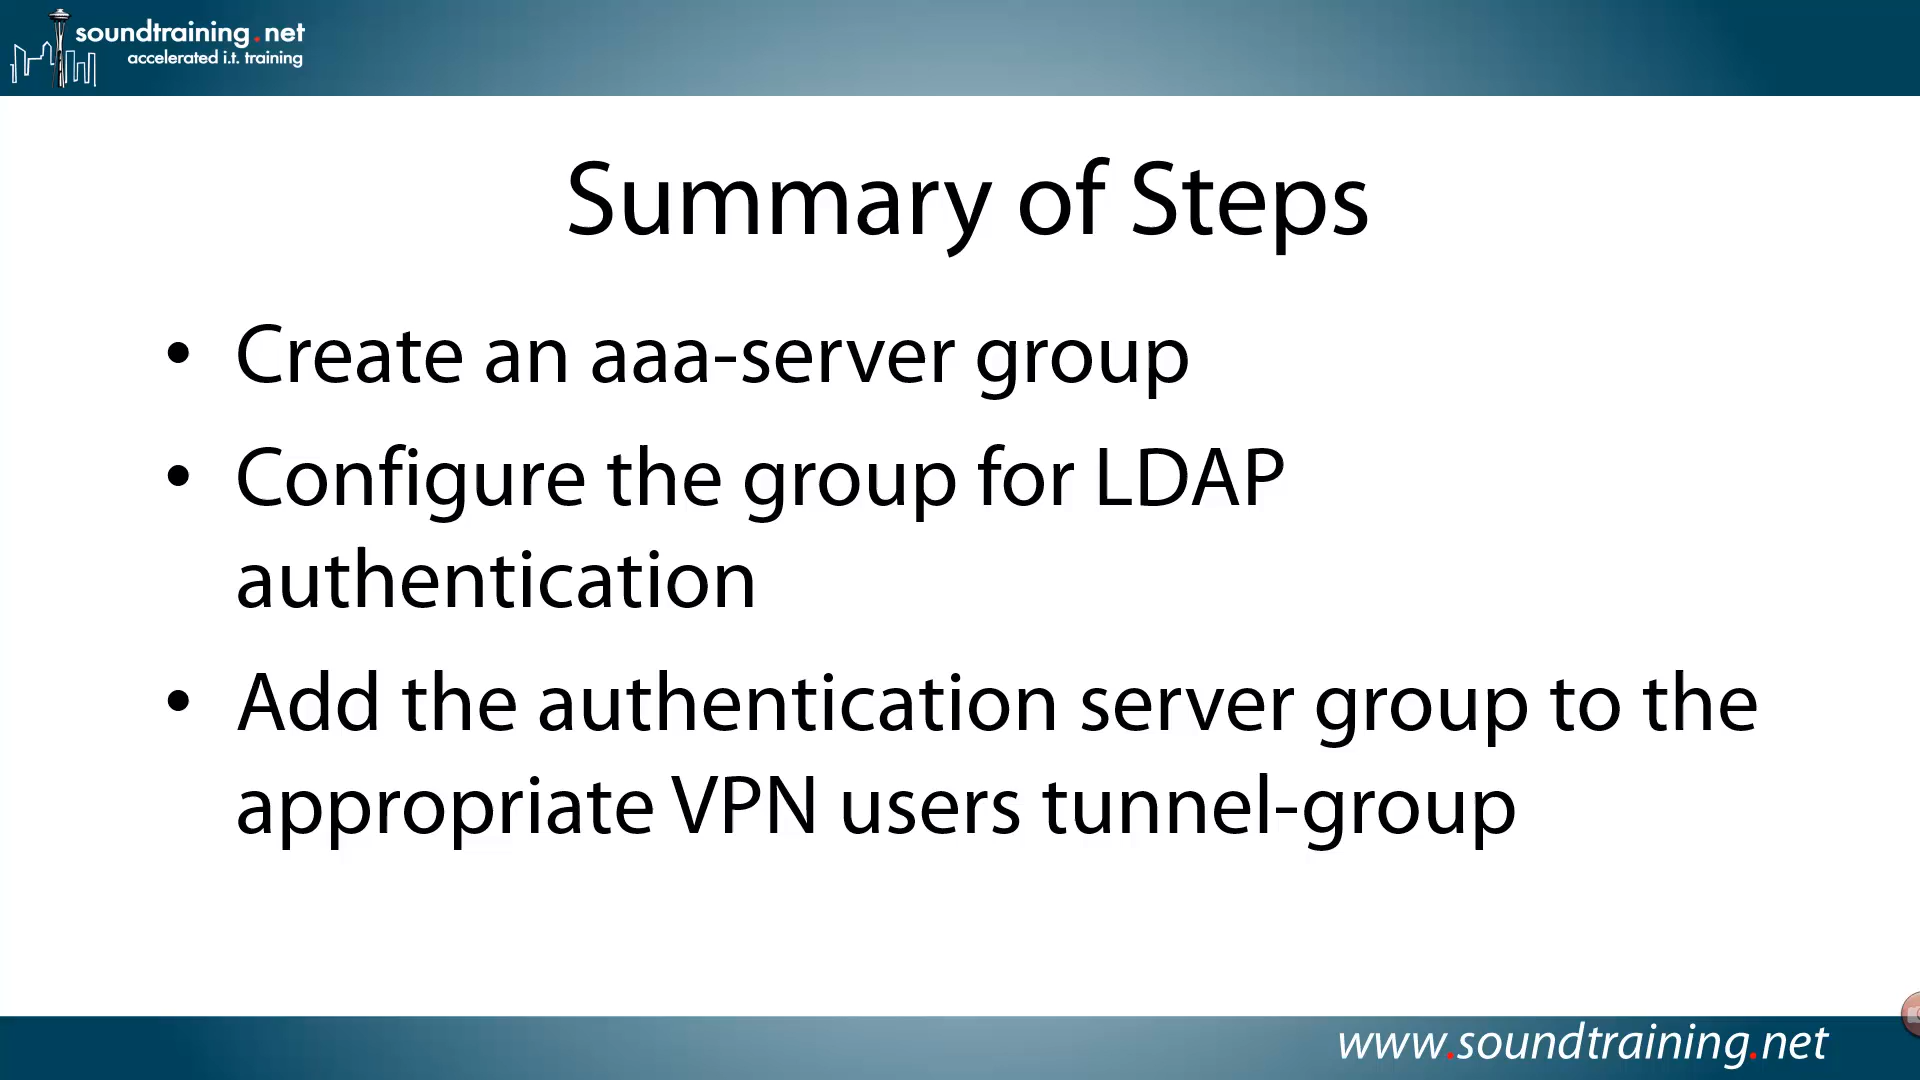 soundtraining.net
accelerated i.t. training
Summary of Steps
• Create an aaa-server group
• Configure the group for LDAP
authentication
• Add the authentication server group to the
appropriate VPN users tunnel-group
www.soundtraining.net